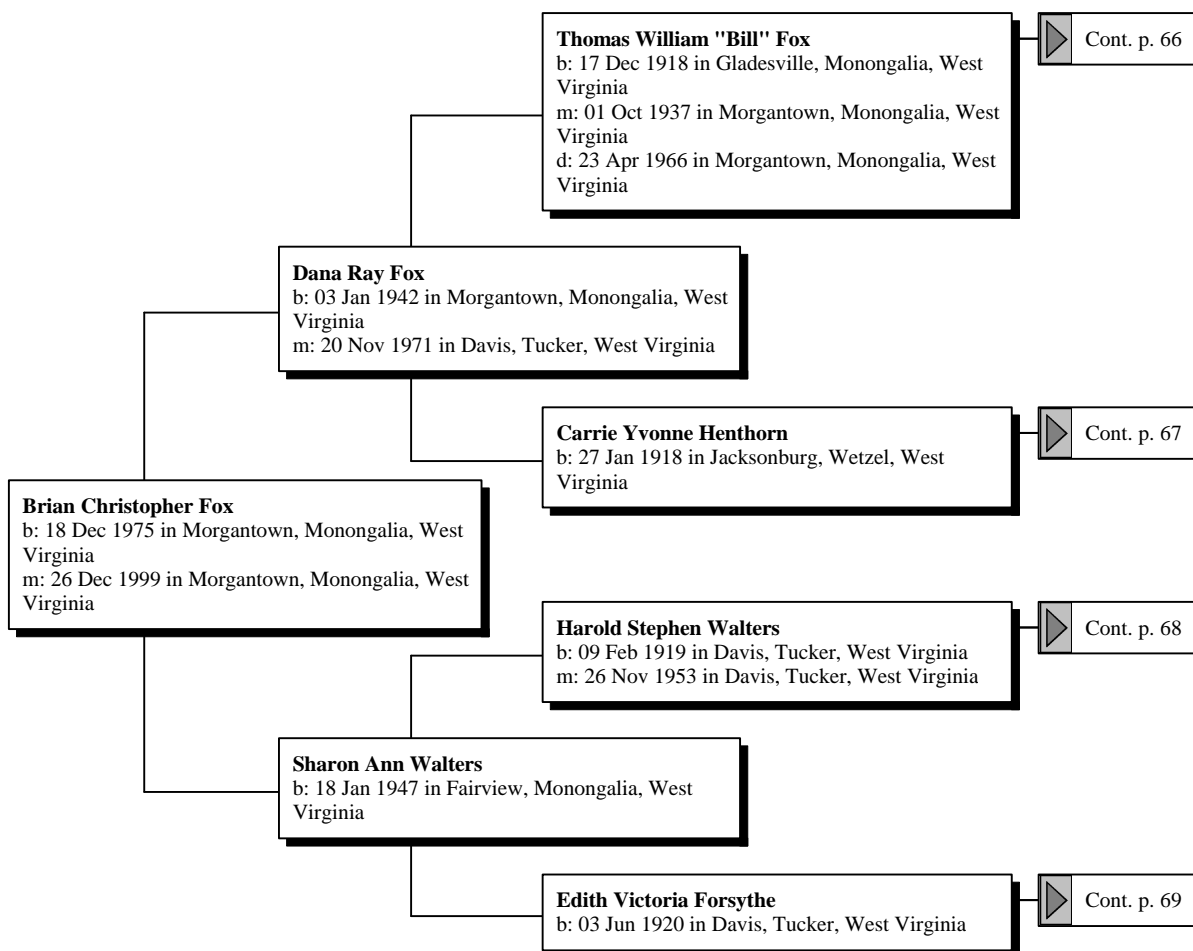 Thomas William "Bill" Fox
b: 17 Dec 1918 in Gladesville, Monongalia, West
Virginia
m: 01 Oct 1937 in Morgantown, Monongalia, West
Virginia
d: 23 Apr 1966 in Morgantown, Monongalia, West
Virginia
Cont. p. 66
Dana Ray Fox
b: 03 Jan 1942 in Morgantown, Monongalia, West
Virginia
m: 20 Nov 1971 in Davis, Tucker, West Virginia
Carrie Yvonne Henthorn
b: 27 Jan 1918 in Jacksonburg, Wetzel, West
Virginia
Cont. p. 67
Brian Christopher Fox
b: 18 Dec 1975 in Morgantown, Monongalia, West
Virginia
m: 26 Dec 1999 in Morgantown, Monongalia, West
Virginia
Harold Stephen Walters
b: 09 Feb 1919 in Davis, Tucker, West Virginia
m: 26 Nov 1953 in Davis, Tucker, West Virginia
Cont. p. 68
Sharon Ann Walters
b: 18 Jan 1947 in Fairview, Monongalia, West
Virginia
Edith Victoria Forsythe
b: 03 Jun 1920 in Davis, Tucker, West Virginia
Cont. p. 69